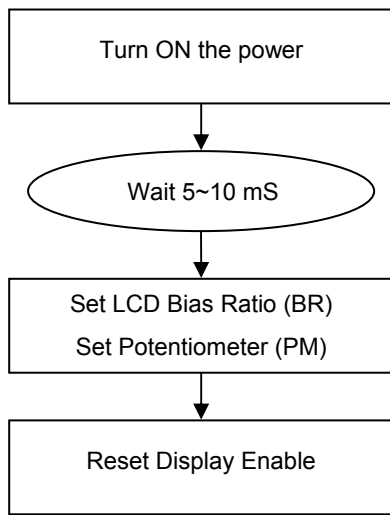 Turn ON the power
Wait 5~10 mS
Set LCD Bias Ratio (BR)
Set Potentiometer (PM)
Reset Display Enable